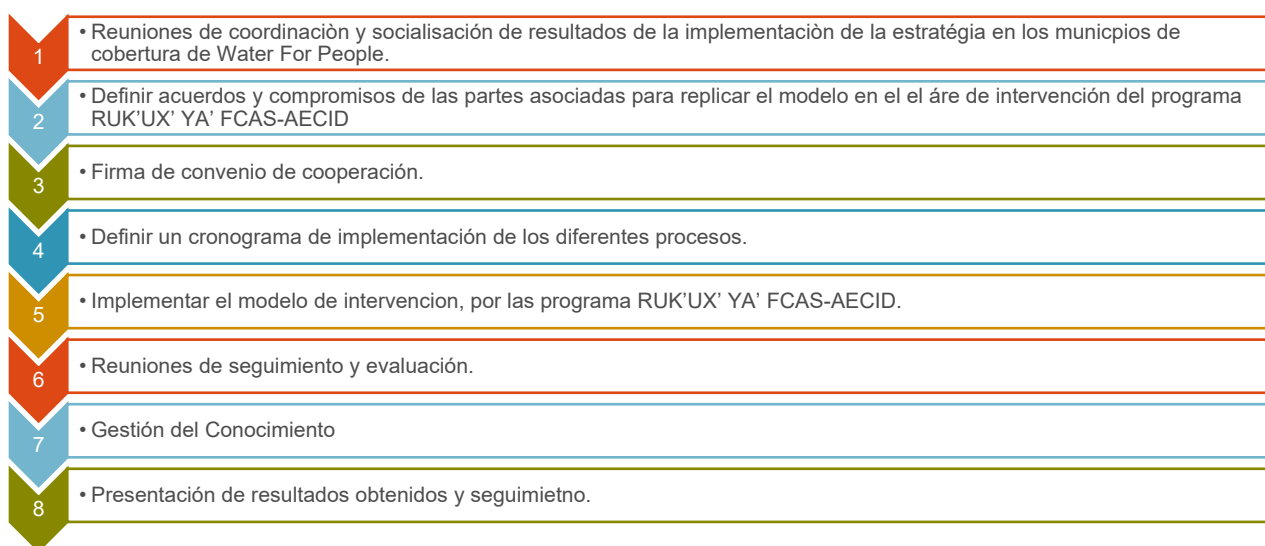 1
• Reuniones de coordinaciòn y socialisación de resultados de la implementaciòn de la estratégia en los municpios de
cobertura de Water For People.
2
• Definir acuerdos y compromisos de las partes asociadas para replicar el modelo en el el áre de intervención del programa
RUK’UX’ YA’ FCAS-AECID
3
• Firma de convenio de cooperación.
4
• Definir un cronograma de implementación de los diferentes procesos.
5
• Implementar el modelo de intervencion, por las programa RUK’UX’ YA’ FCAS-AECID.
6
• Reuniones de seguimiento y evaluación.
7
• Gestión del Conocimiento
8
• Presentación de resultados obtenidos y seguimietno.